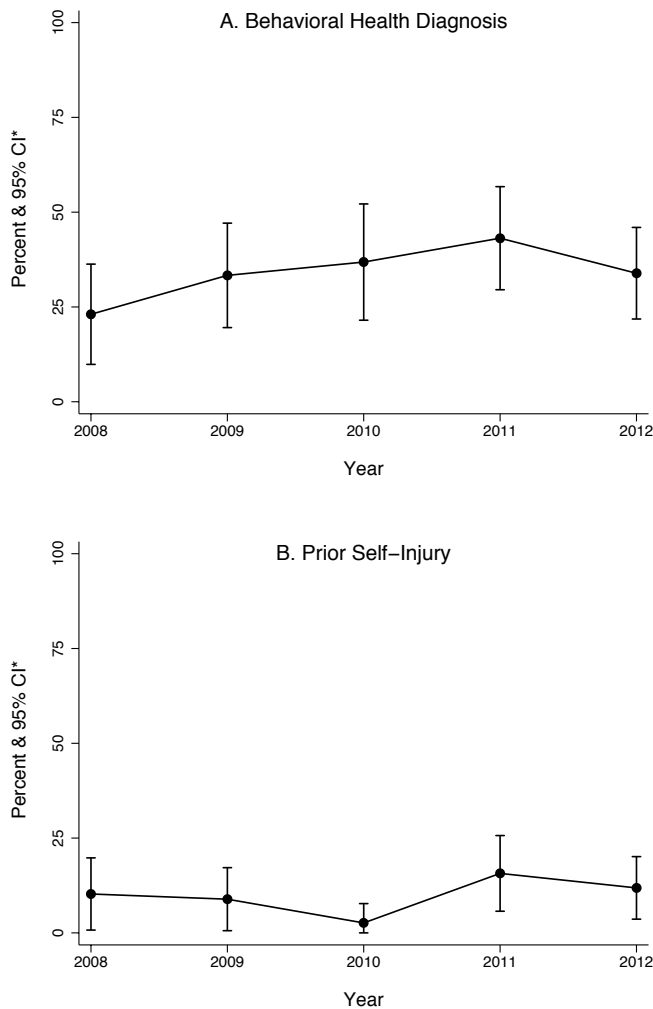 A. Behavioral Health Diagnosis
Percent & 95% CI*
100
75
50
25
0
2008 2009 2010 2011 2012
Year
B. Prior Self−Injury
Percent & 95% CI*
100
75
50
25
0
2008 2009 2010 2011 2012
Year